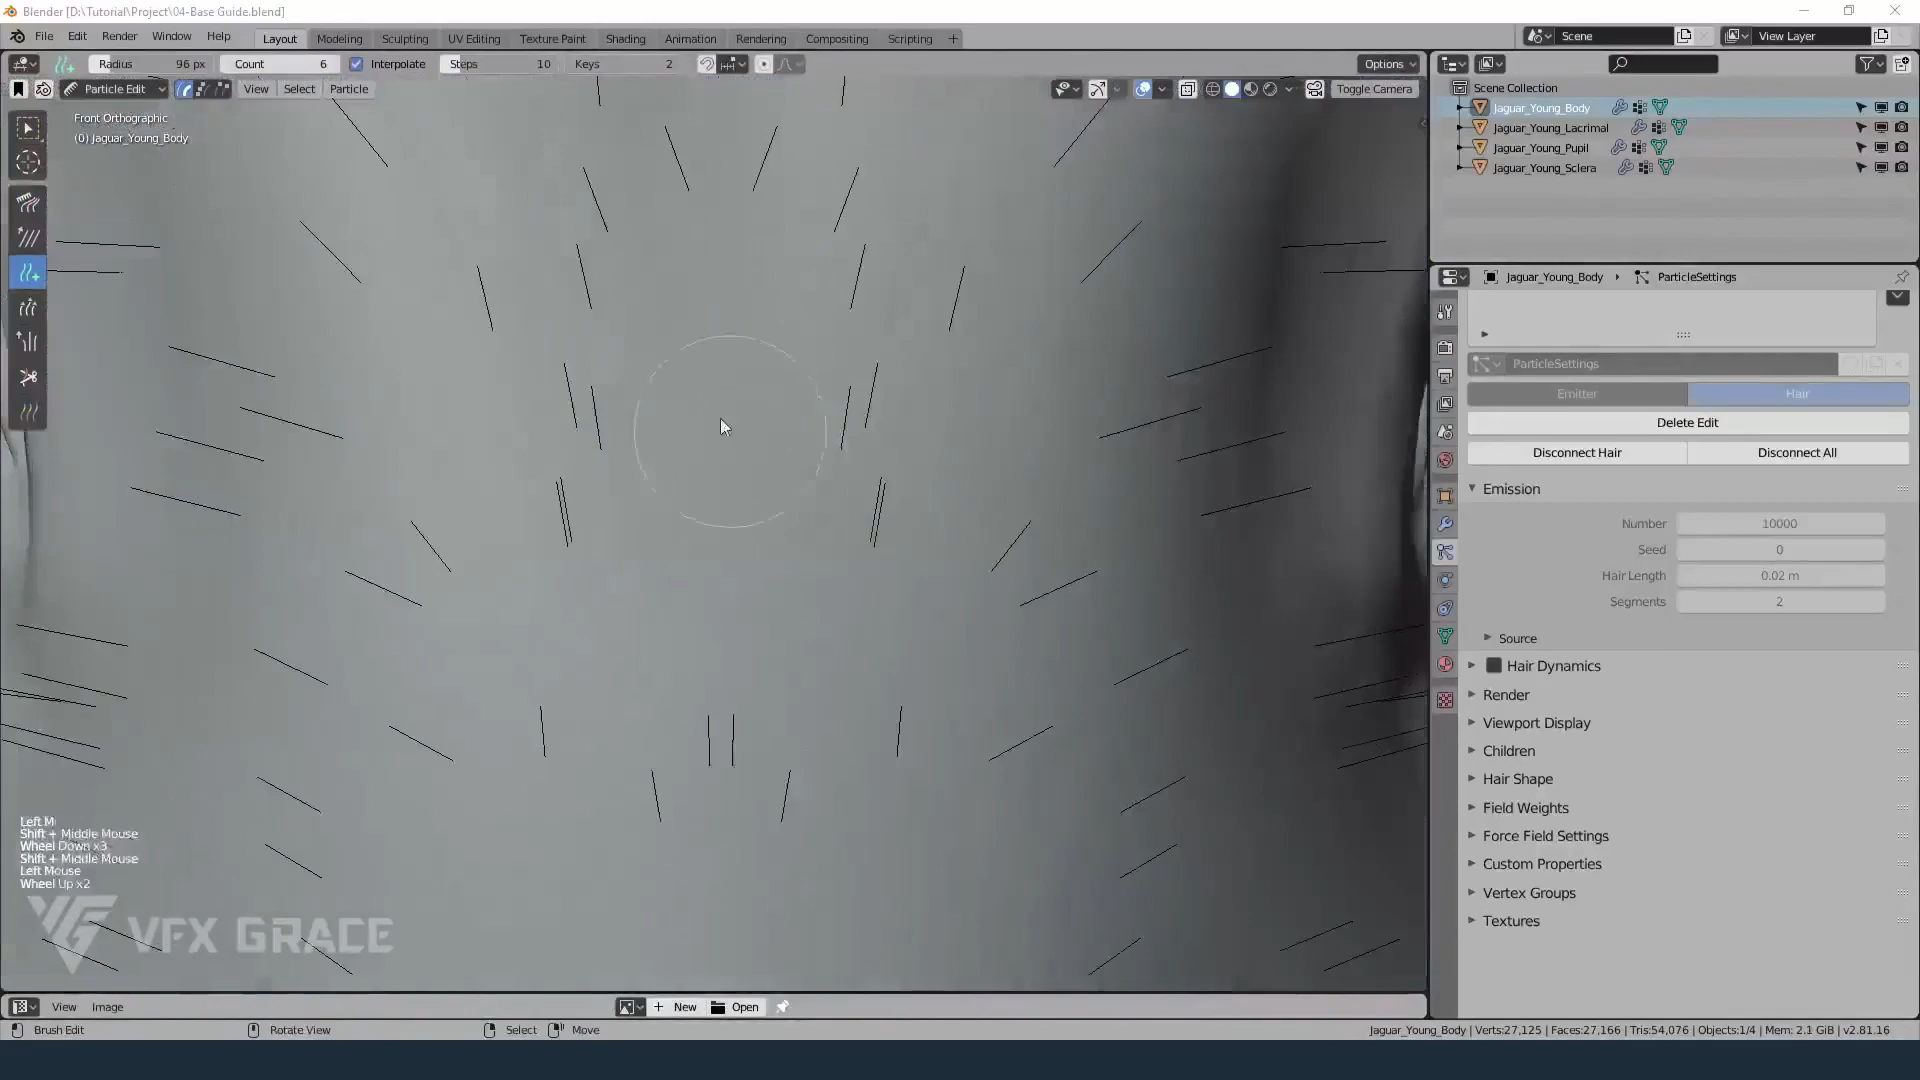 Blender [D:\Tutorial\Project\04-Base Guide.blend]
File Edit Render Window Help Layout Modeling Sculpting UV Editing Texture Paint Shading Animation Rendering Compositing Scripting + Scene View Layer
Radius 96 px Count 6 Interpolate Steps 10 Keys 2 Options
Particle Edit View Select Particle Toggle Camera
Front Orthographic
(0) Jaguar_Young_Body
Scene Collection
Jaguar_Young_Body
Jaguar_Young_Lacrimal
Jaguar_Young_Pupil
Jaguar_Young_Sclera
Jaguar_Young_Body › ParticleSettings
ParticleSettings
Emitter Hair
Delete Edit
Disconnect Hair Disconnect All
Emission
Number 10000
Seed 0
Hair Length 0.02 m
Segments 2
Source
Hair Dynamics
Render
Viewport Display
Children
Hair Shape
Field Weights
Force Field Settings
Custom Properties
Vertex Groups
Textures
Left M
Shift + Middle Mouse
Wheel Down x3
Shift + Middle Mouse
Left Mouse
Wheel Up x2
VFX GRACE
View Image + New Open
Brush Edit Rotate View Select Move Jaguar_Young_Body | Verts:27,125 | Faces:27,166 | Tris:54,076 | Objects:1/4 | Mem: 2.1 GiB | v2.81.16